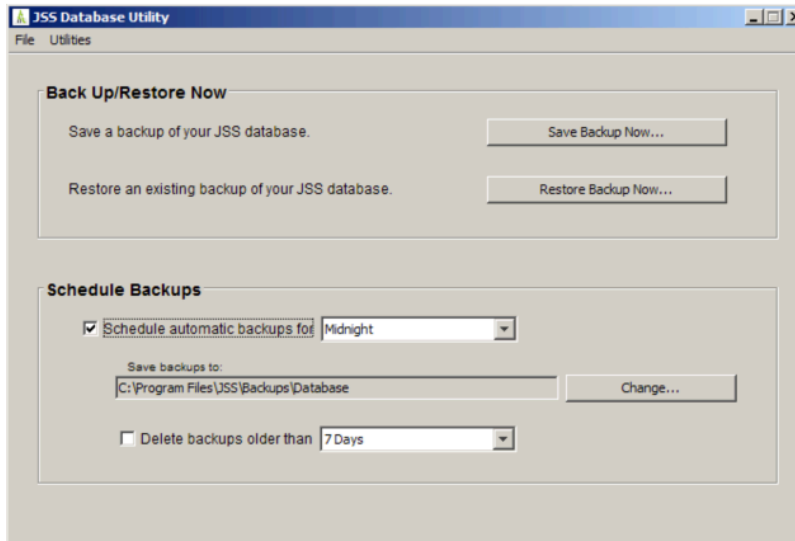 JSS Database Utility
File Utilities
Back Up/Restore Now
Save a backup of your JSS database.
Save Backup Now...
Restore an existing backup of your JSS database.
Restore Backup Now...
Schedule Backups
Schedule automatic backups for Midnight
Save backups to:
C:\Program Files\JSS\Backups\Database
Change...
Delete backups older than 7 Days